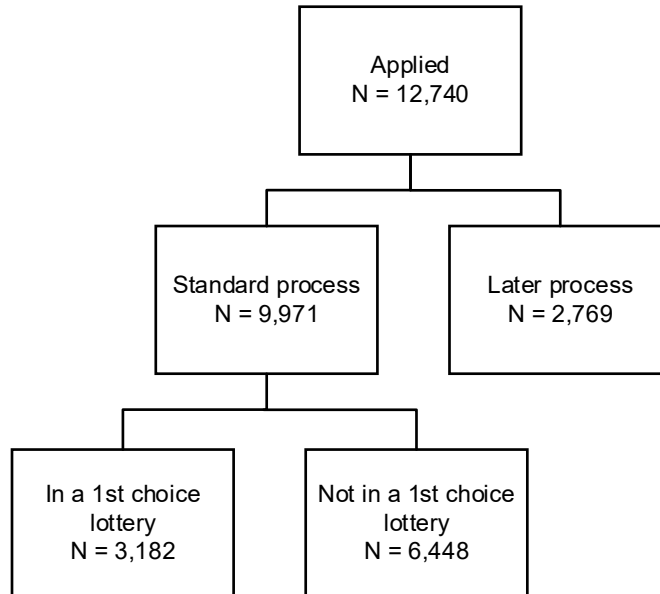 Applied
N = 12,740
Standard process
N = 9,971
Later process
N = 2,769
In a 1st choice
lottery
N = 3,182
Not in a 1st choice
lottery
N = 6,448